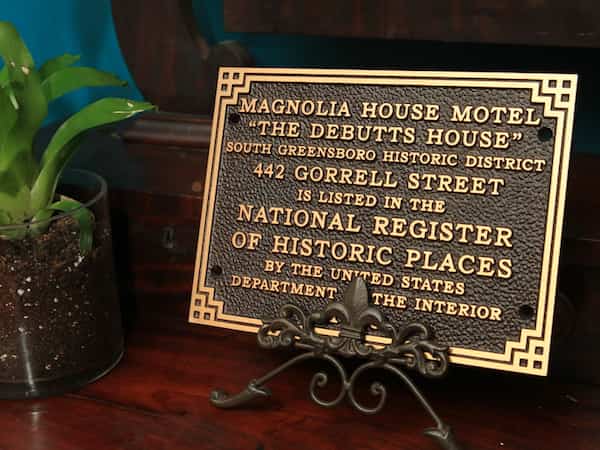 MAGNOLIA HOUSE MOTEL
"THE DEBUTTS HOUSE"
SOUTH GREENSBORO HISTORIC DISTRICT
442 GORRELL STREET
IS LISTED IN THE
NATIONAL REGISTER
OF HISTORIC PLACES
BY THE UNITED STATES
DEPARTMENT THE INTERIOR